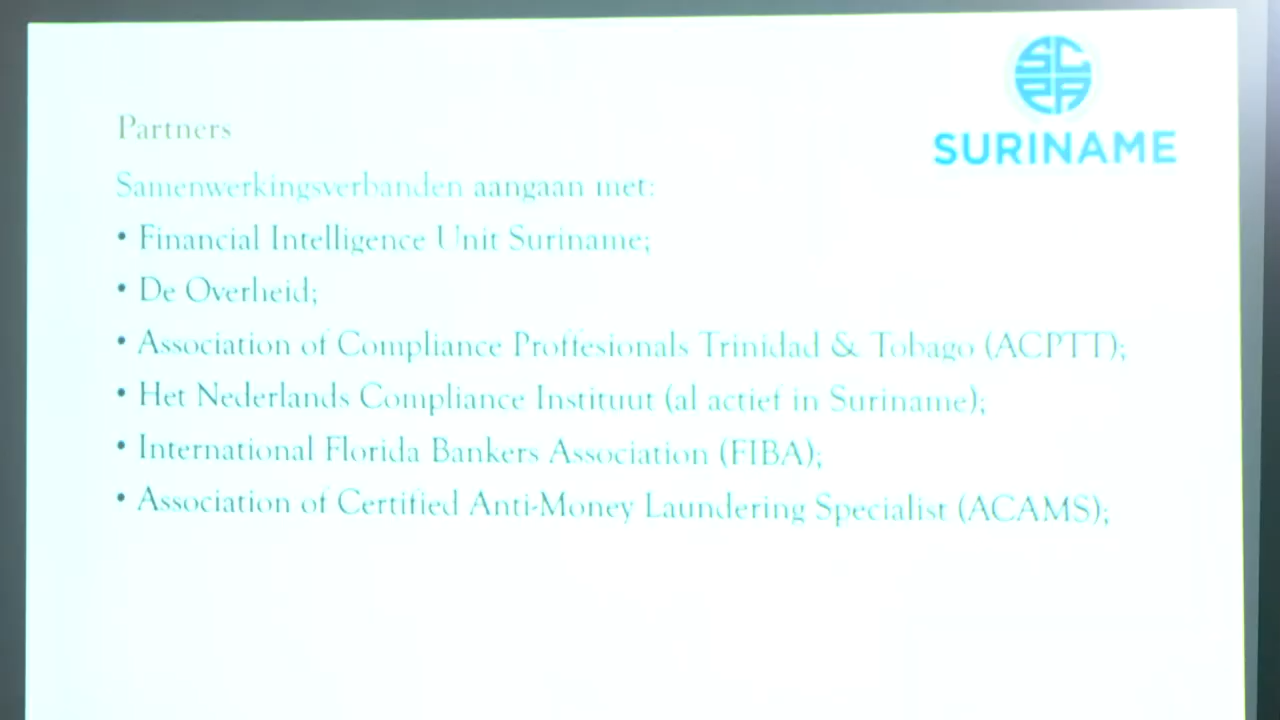 SC
RA
SURINAME
Partners
Samenwerkingsverbanden aangaan met:
• Financial Intelligence Unit Suriname;
• De Overheid;
• Association of Compliance Proffesionals Trinidad & Tobago (ACPTT);
• Het Nederlands Compliance Instituut (al actief in Suriname);
• International Florida Bankers Association (FIBA);
• Association of Certified Anti-Money Laundering Specialist (ACAMS);